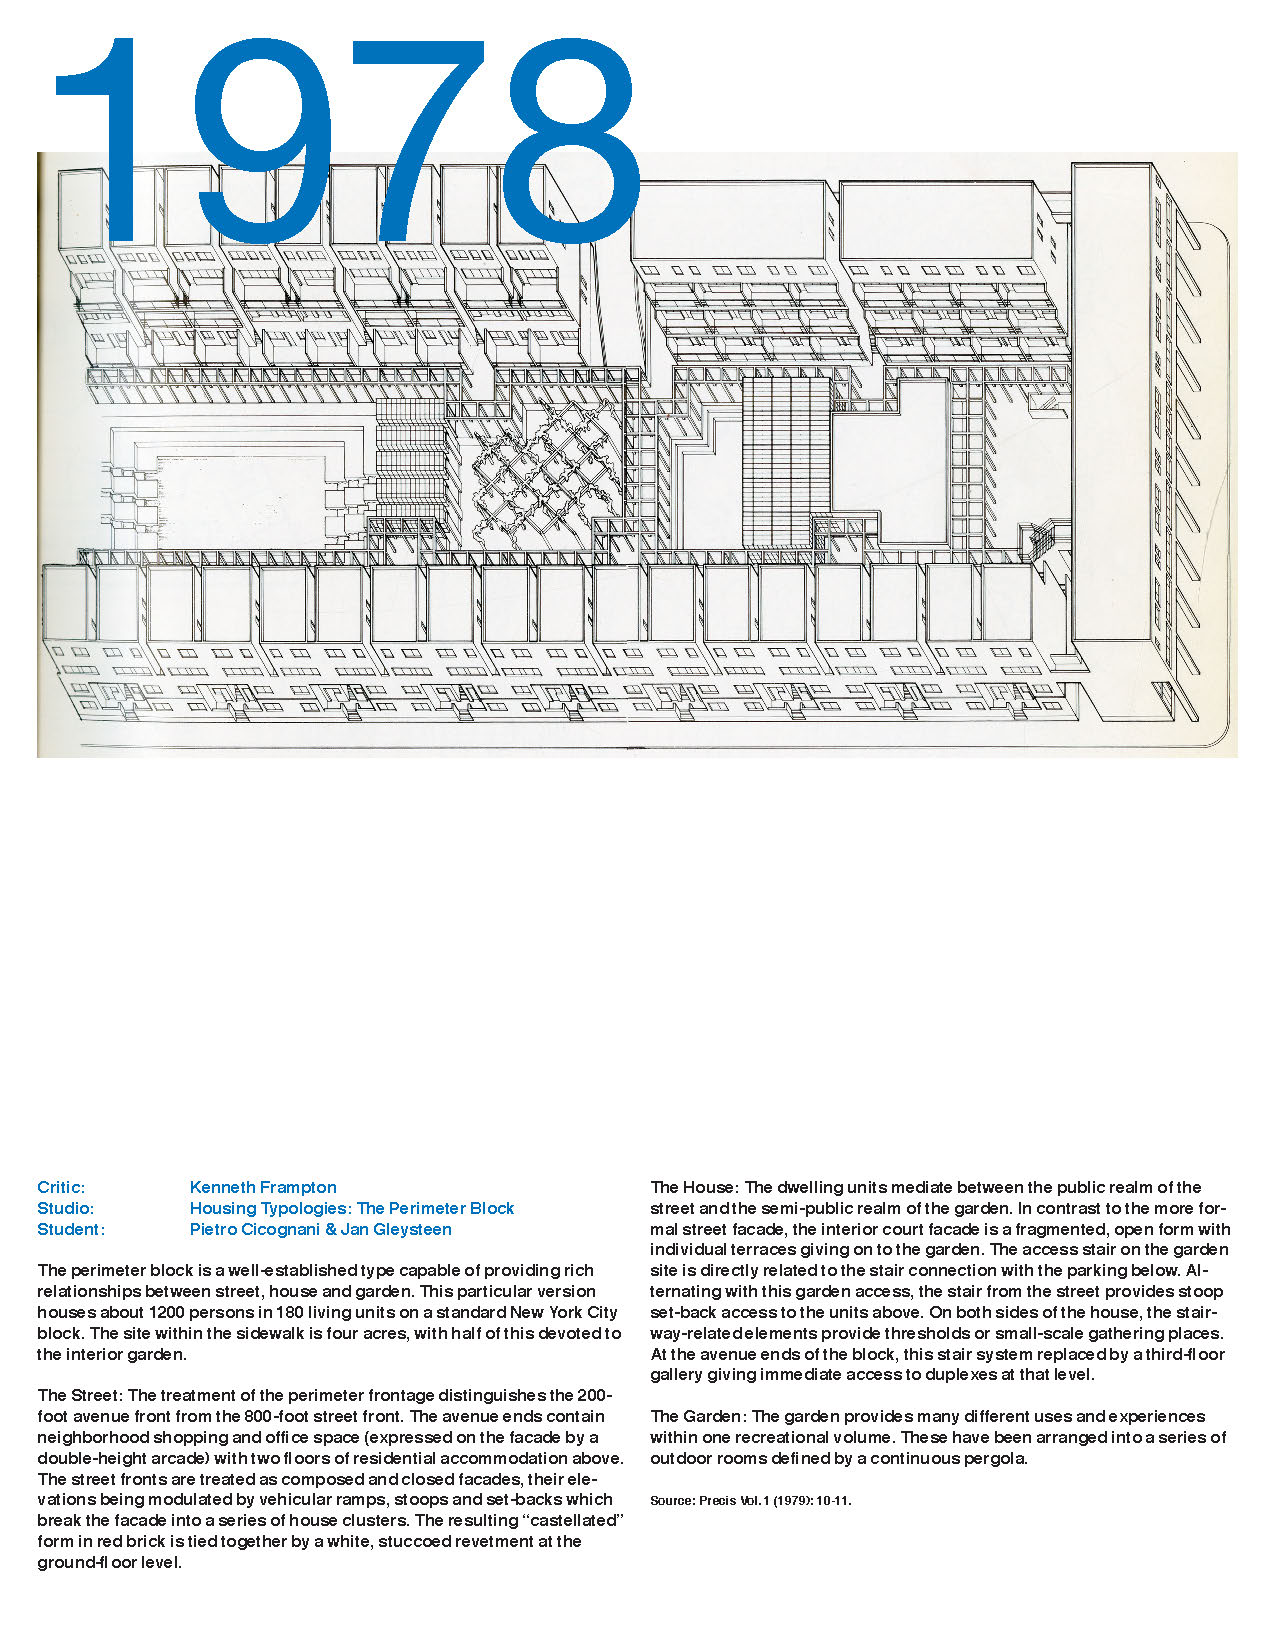 1978
Critic: Kenneth Frampton
Studio: Housing Typologies: The Perimeter Block
Student: Pietro Cicognani & Jan Gleysteen
The perimeter block is a well-established type capable of providing rich
relationships between street, house and garden. This particular version
houses about 1200 persons in 180 living units on a standard New York City
block. The site within the sidewalk is four acres, with half of this devoted to
the interior garden.
The Street: The treatment of the perimeter frontage distinguishes the 200-
foot avenue front from the 800-foot street front. The avenue ends contain
neighborhood shopping and office space (expressed on the facade by a
double-height arcade) with two floors of residential accommodation above.
The street fronts are treated as composed and closed facades, their ele-
vations being modulated by vehicular ramps, stoops and set-backs which
break the facade into a series of house clusters. The resulting “castellated”
form in red brick is tied together by a white, stuccoed revetment at the
ground-floor level.
The House: The dwelling units mediate between the public realm of the
street and the semi-public realm of the garden. In contrast to the more for-
mal street facade, the interior court facade is a fragmented, open form with
individual terraces giving on to the garden. The access stair on the garden
site is directly related to the stair connection with the parking below. Al-
ternating with this garden access, the stair from the street provides stoop
set-back access to the units above. On both sides of the house, the stair-
way-related elements provide thresholds or small-scale gathering places.
At the avenue ends of the block, this stair system replaced by a third-floor
gallery giving immediate access to duplexes at that level.
The Garden: The garden provides many different uses and experiences
within one recreational volume. These have been arranged into a series of
outdoor rooms defined by a continuous pergola.
Source: Precis Vol. 1 (1979): 10-11.